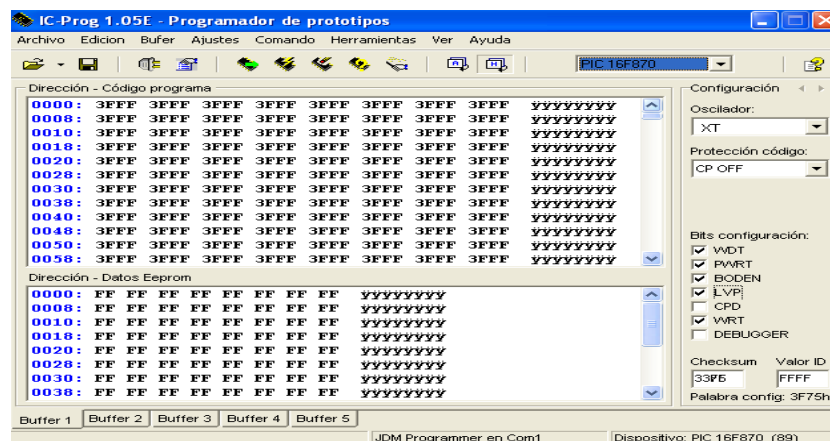 IC-Prog 1.05E - Programador de prototipos
Archivo Edicion Bufer Ajustes Comando Herramientas Ver Ayuda
PIC 16F870
Dirección - Código programa
0000: 3FFF 3FFF 3FFF 3FFF 3FFF 3FFF 3FFF 3FFF ÿÿÿÿÿÿÿÿ
0008: 3FFF 3FFF 3FFF 3FFF 3FFF 3FFF 3FFF 3FFF ÿÿÿÿÿÿÿÿ
0010: 3FFF 3FFF 3FFF 3FFF 3FFF 3FFF 3FFF 3FFF ÿÿÿÿÿÿÿÿ
0018: 3FFF 3FFF 3FFF 3FFF 3FFF 3FFF 3FFF 3FFF ÿÿÿÿÿÿÿÿ
0020: 3FFF 3FFF 3FFF 3FFF 3FFF 3FFF 3FFF 3FFF ÿÿÿÿÿÿÿÿ
0028: 3FFF 3FFF 3FFF 3FFF 3FFF 3FFF 3FFF 3FFF ÿÿÿÿÿÿÿÿ
0030: 3FFF 3FFF 3FFF 3FFF 3FFF 3FFF 3FFF 3FFF ÿÿÿÿÿÿÿÿ
0038: 3FFF 3FFF 3FFF 3FFF 3FFF 3FFF 3FFF 3FFF ÿÿÿÿÿÿÿÿ
0040: 3FFF 3FFF 3FFF 3FFF 3FFF 3FFF 3FFF 3FFF ÿÿÿÿÿÿÿÿ
0048: 3FFF 3FFF 3FFF 3FFF 3FFF 3FFF 3FFF 3FFF ÿÿÿÿÿÿÿÿ
0050: 3FFF 3FFF 3FFF 3FFF 3FFF 3FFF 3FFF 3FFF ÿÿÿÿÿÿÿÿ
0058: 3FFF 3FFF 3FFF 3FFF 3FFF 3FFF 3FFF 3FFF ÿÿÿÿÿÿÿÿ
Dirección - Datos Eeprom
0000: FF FF FF FF FF FF FF FF ÿÿÿÿÿÿÿÿ
0008: FF FF FF FF FF FF FF FF ÿÿÿÿÿÿÿÿ
0010: FF FF FF FF FF FF FF FF ÿÿÿÿÿÿÿÿ
0018: FF FF FF FF FF FF FF FF ÿÿÿÿÿÿÿÿ
0020: FF FF FF FF FF FF FF FF ÿÿÿÿÿÿÿÿ
0028: FF FF FF FF FF FF FF FF ÿÿÿÿÿÿÿÿ
0030: FF FF FF FF FF FF FF FF ÿÿÿÿÿÿÿÿ
0038: FF FF FF FF FF FF FF FF ÿÿÿÿÿÿÿÿ
Configuración
Oscilador:
XT
Protección código:
CP OFF
Bits configuración:
WDT
PWRT
BODEN
LVP
CPD
WRT
DEBUGGER
Checksum Valor ID
FFFF
Palabra config: 3F75h
Buffer 1 Buffer 2 Buffer 3 Buffer 4 Buffer 5
JDM Programmer en Com1 Dispositivo: PIC 16F870 (89)